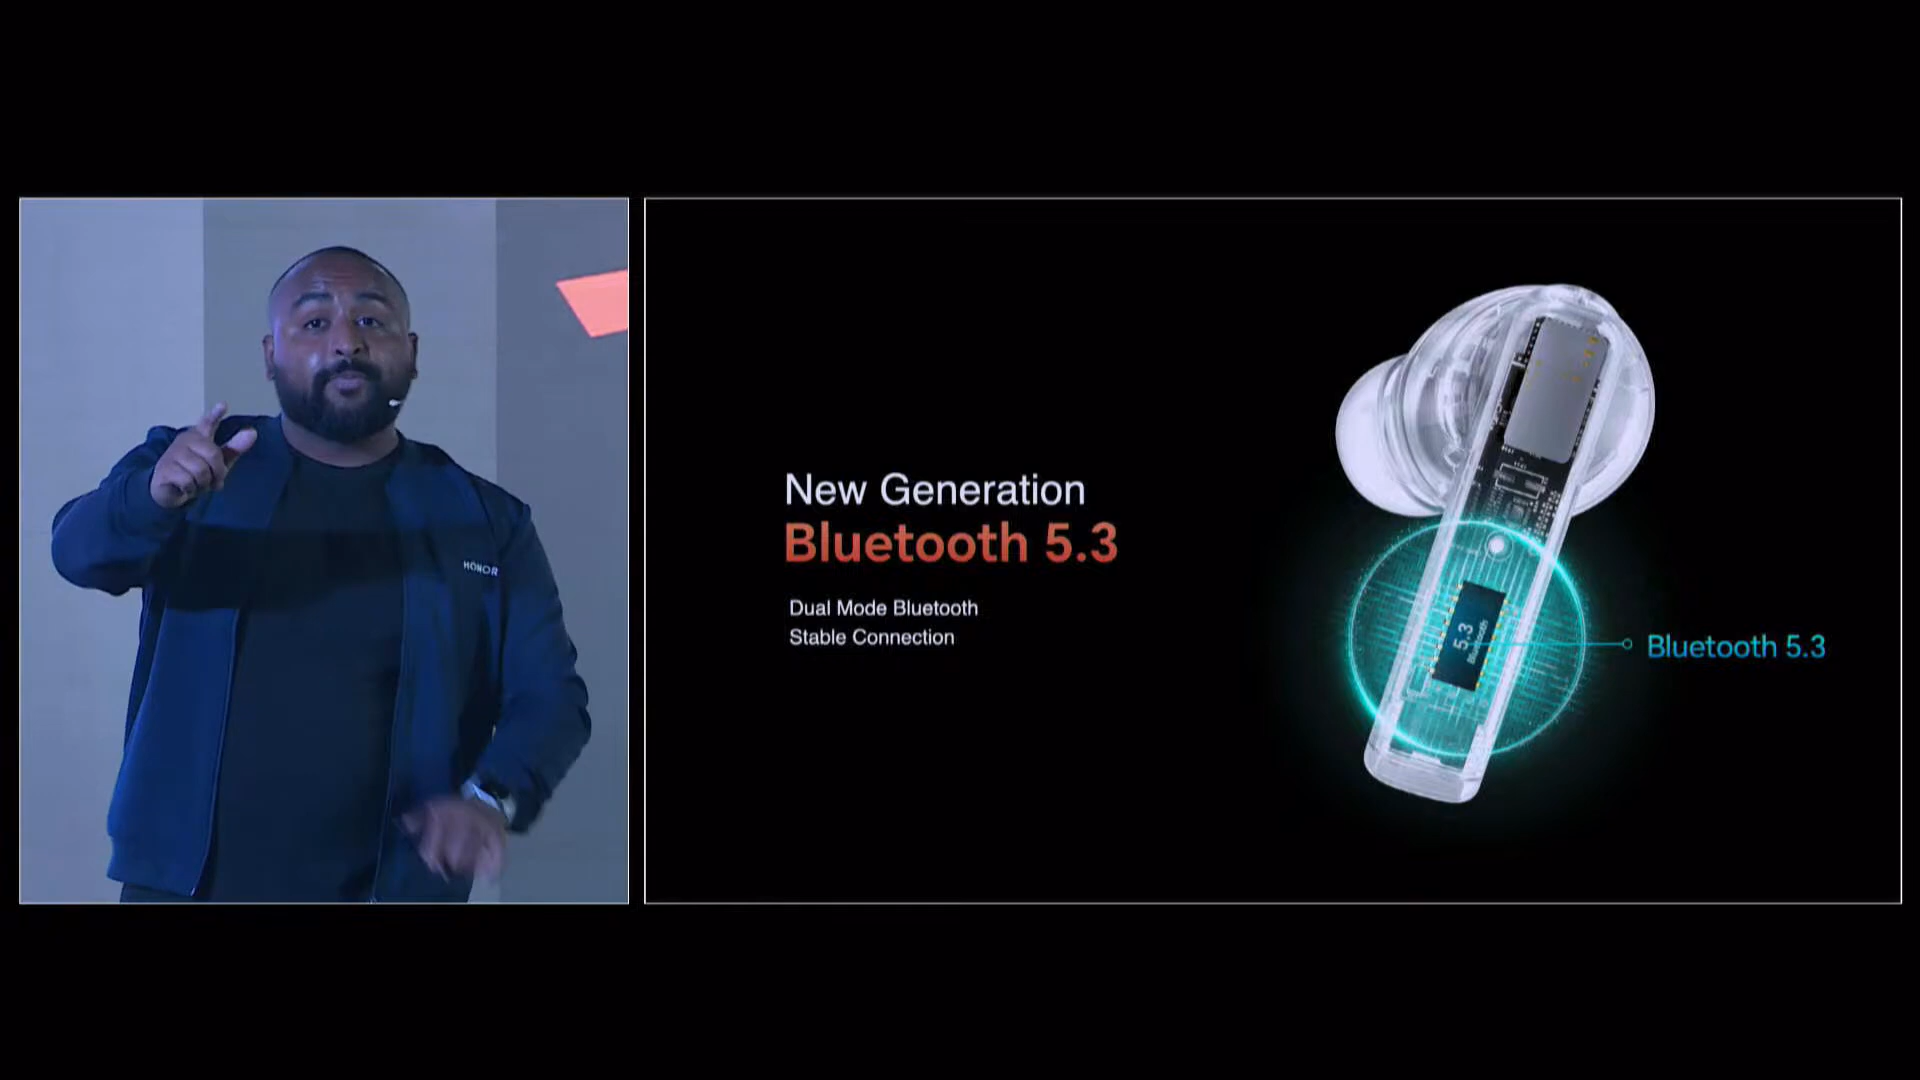 HONOR
New Generation
Bluetooth 5.3
Dual Mode Bluetooth
Stable Connection
5.3
Bluetooth
Bluetooth 5.3